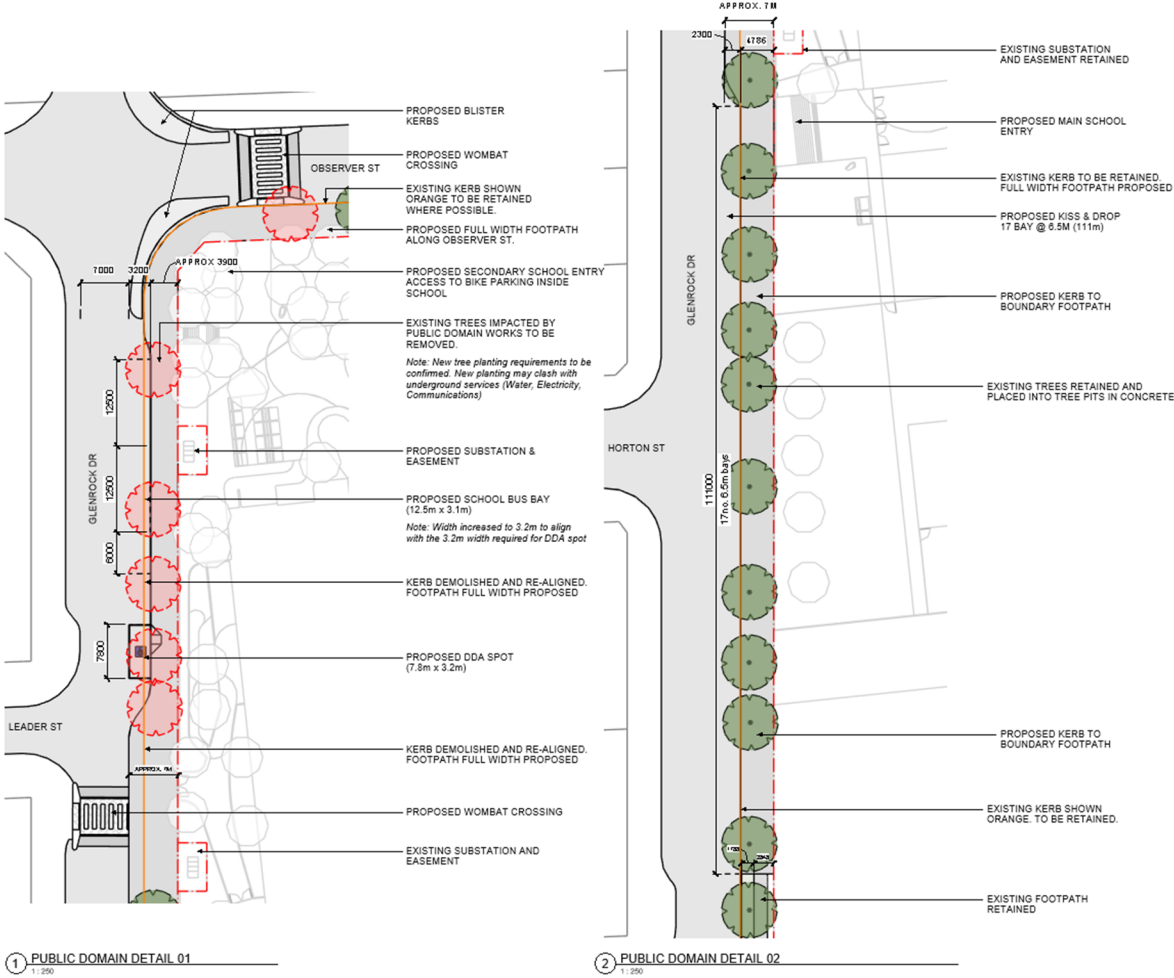 PROPOSED BLISTER
KERBS
PROPOSED WOMBAT
CROSSING
OBSERVER ST
EXISTING KERB SHOWN
ORANGE TO BE RETAINED
WHERE POSSIBLE.
PROPOSED FULL WIDTH FOOTPATH
ALONG OBSERVER ST.
7000
3200
APPROX 3900
PROPOSED SECONDARY SCHOOL ENTRY
ACCESS TO BIKE PARKING INSIDE
SCHOOL
EXISTING TREES IMPACTED BY
PUBLIC DOMAIN WORKS TO BE
REMOVED.
Note: New tree planting requirements to be
confirmed. New planting may clash with
underground services (Water, Electricity,
Communications)
12500
GLENROCK DR
PROPOSED SUBSTATION &
EASEMENT
12500
PROPOSED SCHOOL BUS BAY
(12.5m x 3.1m)
Note: Width increased to 3.2m to align
with the 3.2m width required for DDA spot
6000
KERB DEMOLISHED AND RE-ALIGNED.
FOOTPATH FULL WIDTH PROPOSED
7800
PROPOSED DDA SPOT
(7.8m x 3.2m)
LEADER ST
KERB DEMOLISHED AND RE-ALIGNED.
FOOTPATH FULL WIDTH PROPOSED
APPROX.
PROPOSED WOMBAT CROSSING
EXISTING SUBSTATION AND
EASEMENT
1
PUBLIC DOMAIN DETAIL 01
1 : 250
APPROX. 7M
2300
4786
EXISTING SUBSTATION
AND EASEMENT RETAINED
PROPOSED MAIN SCHOOL
ENTRY
EXISTING KERB TO BE RETAINED.
FULL WIDTH FOOTPATH PROPOSED
PROPOSED KISS & DROP
17 BAY @ 6.5M (111m)
GLENROCK DR
PROPOSED KERB TO
BOUNDARY FOOTPATH
EXISTING TREES RETAINED AND
PLACED INTO TREE PITS IN CONCRETE
HORTON ST
111000
17no. 6.5m bays
PROPOSED KERB TO
BOUNDARY FOOTPATH
EXISTING KERB SHOWN
ORANGE. TO BE RETAINED.
EXISTING FOOTPATH
RETAINED
2
PUBLIC DOMAIN DETAIL 02
1 : 250